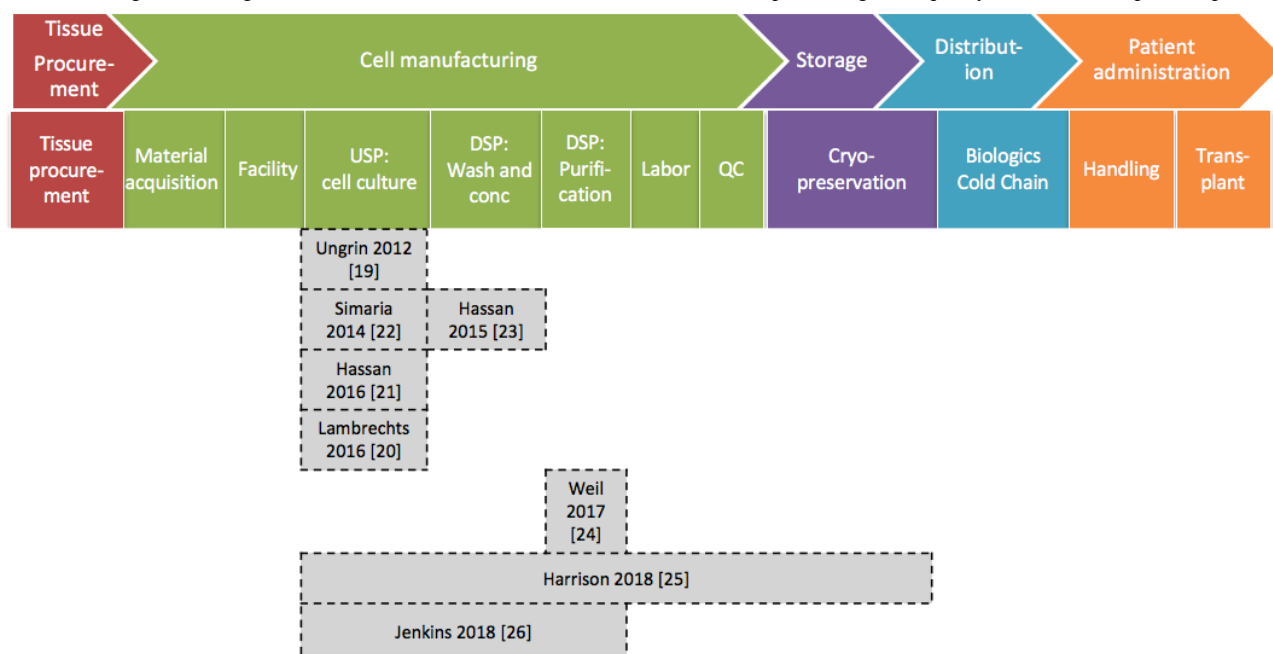 Tissue
Procure-
ment
Cell manufacturing
Storage
Distribut-
ion
Patient
administration
Tissue
procure-
ment
Material
acquisition
Facility
USP:
cell culture
DSP:
Wash and
conc
DSP:
Purifi-
cation
Labor
QC
Cryo-
preservation
Biologics
Cold Chain
Handling
Trans-
plant
Ungrin 2012
[19]
Simaria
2014 [22]
Hassan
2015 [23]
Hassan
2016 [21]
Lambrechts
2016 [20]
Weil
2017
[24]
Harrison 2018 [25]
Jenkins 2018 [26]